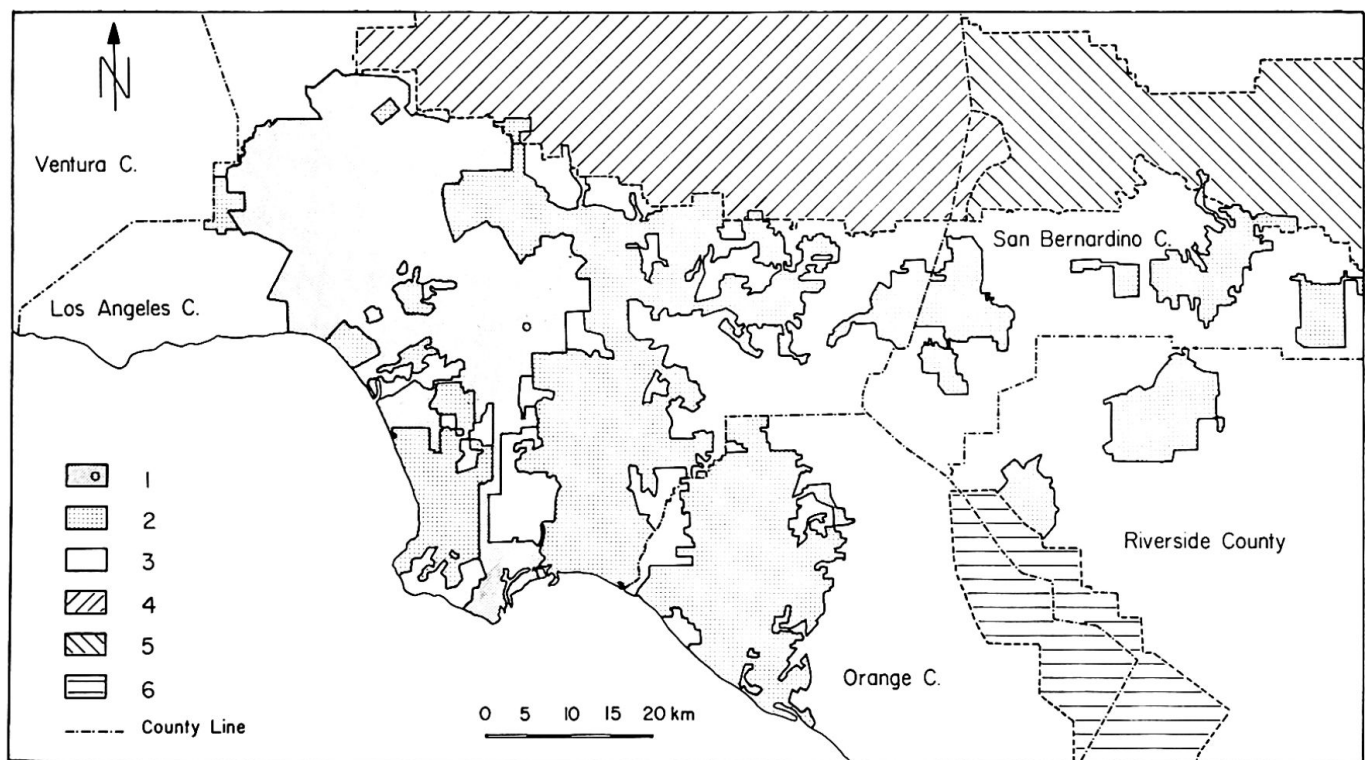 N
Ventura C.
San Bernardino C.
Los Angeles C.
1
2
3
4
5
6
County Line
Riverside County
Orange C.
0 5 10 15 20 km